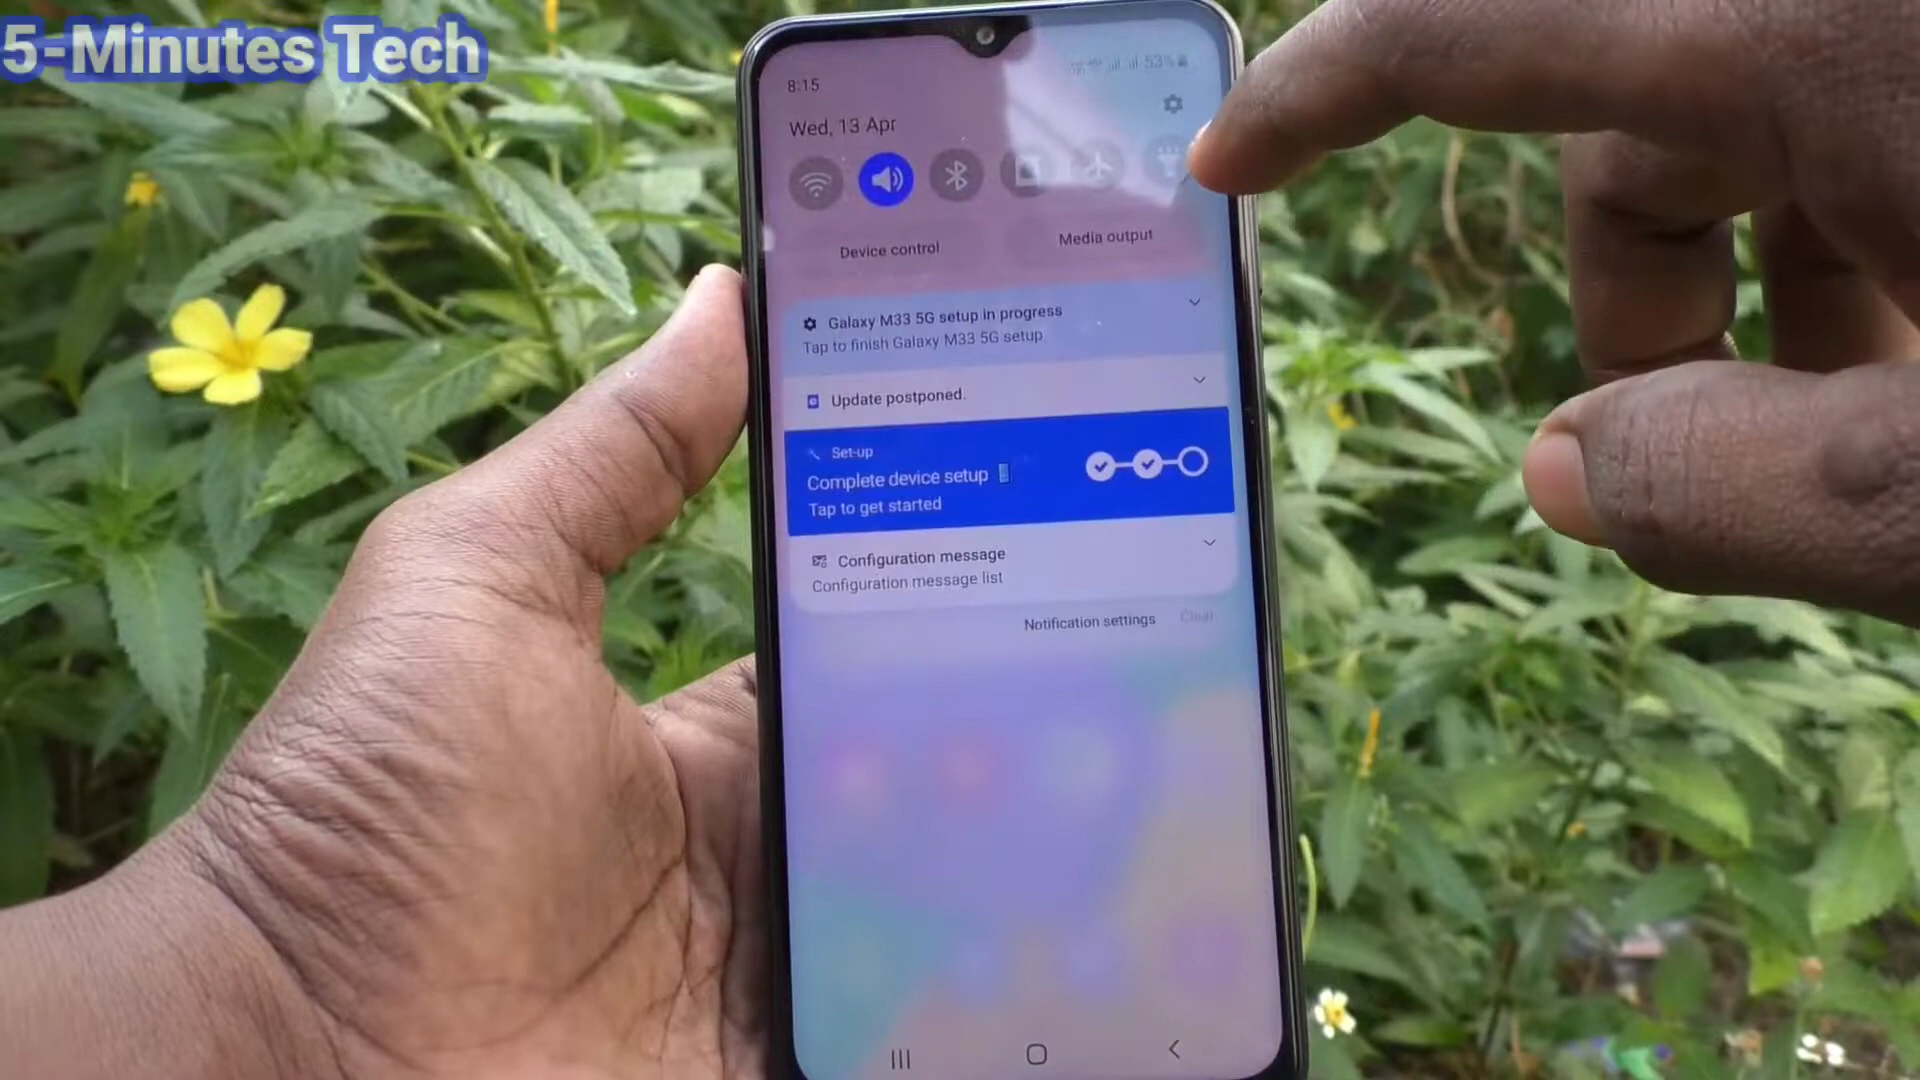 5-Minutes Tech
8:15
53%
Wed, 13 Apr
Device control
Media output
Galaxy M33 5G setup in progress
Tap to finish Galaxy M33 5G setup
Update postponed.
Set-up
Complete device setup
Tap to get started
Configuration message
Configuration message list
Notification settings
Clear